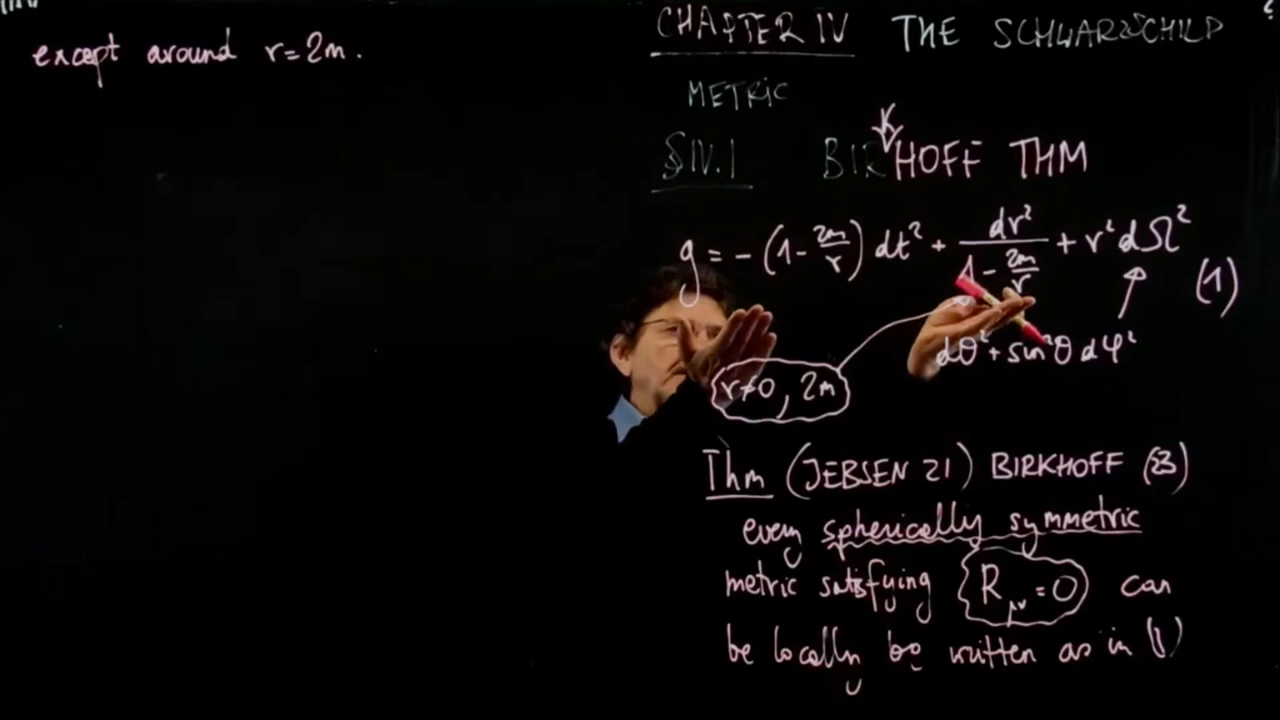 except around r=2m.
CHAPTER IV THE SCHWARZSCHILD
METRIC
§IV.1 BIRKHOFF THM
g = -(1 - 2m/r) dt² + dr²/(1 - 2m/r) + r² dΩ² (1)
dθ² + sin²θ dφ²
r≠0, 2m
Thm (JEBSEN 21) BIRKHOFF (23)
every spherically symmetric
metric satisfying R_μν = 0 can
be locally be written as in (1)